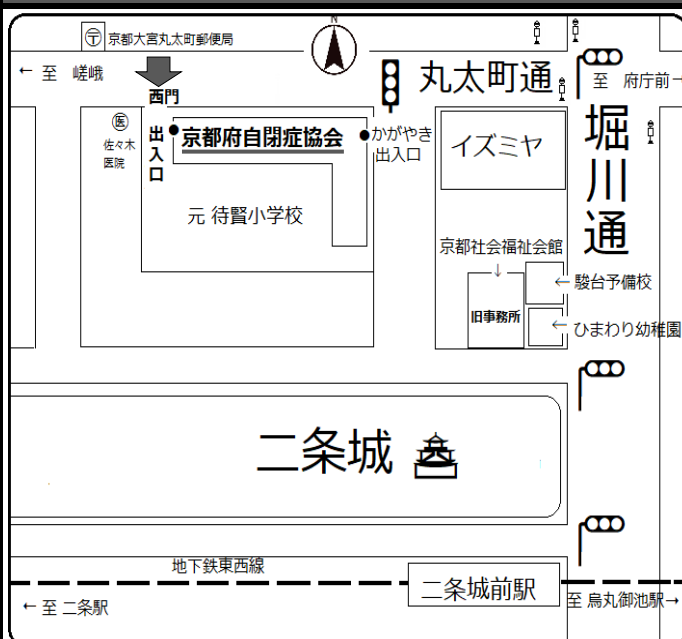 N
〒 京都大宮丸太町郵便局
← 至 嵯峨
丸太町通
至 府庁前→
西門
医
佐々木
医院
出入口
京都府自閉症協会
かがやき
出入口
イズミヤ
堀川通
元 待賢小学校
京都社会福祉会館
↓
← 駿台予備校
旧事務所
← ひまわり幼稚園
二条城
地下鉄東西線
二条城前駅
← 至 二条駅
至 烏丸御池駅→